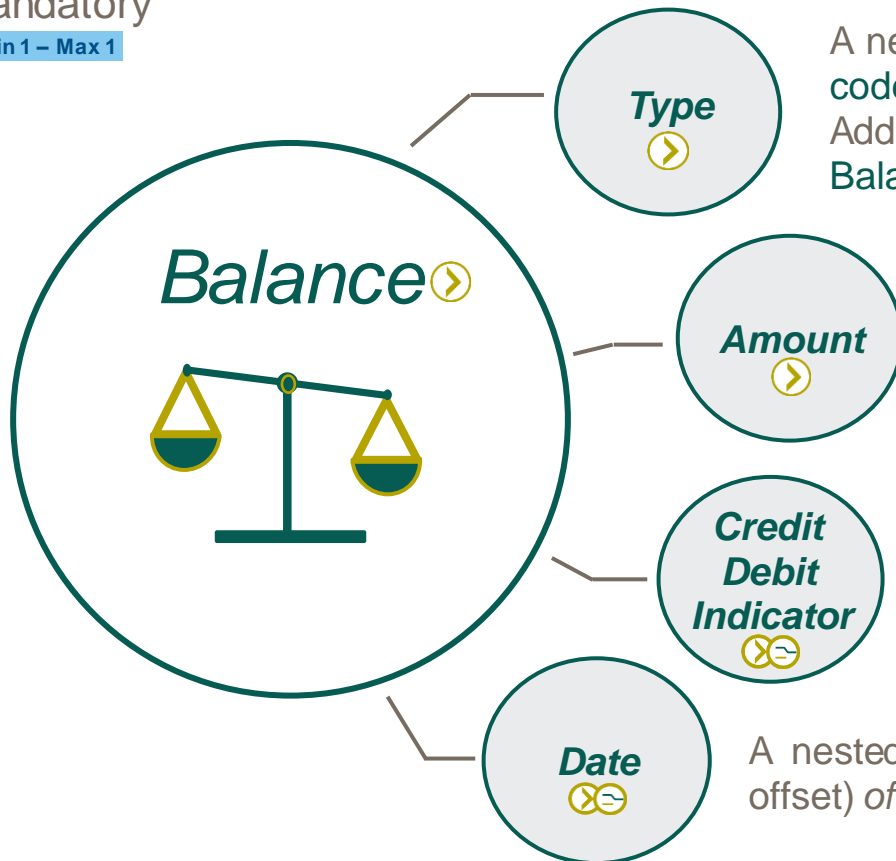 andatory
in 1 – Max 1
Type
A ne
code
Add
Bala
Balance
Amount
Credit
Debit
Indicator
Date
A nested
offset) of